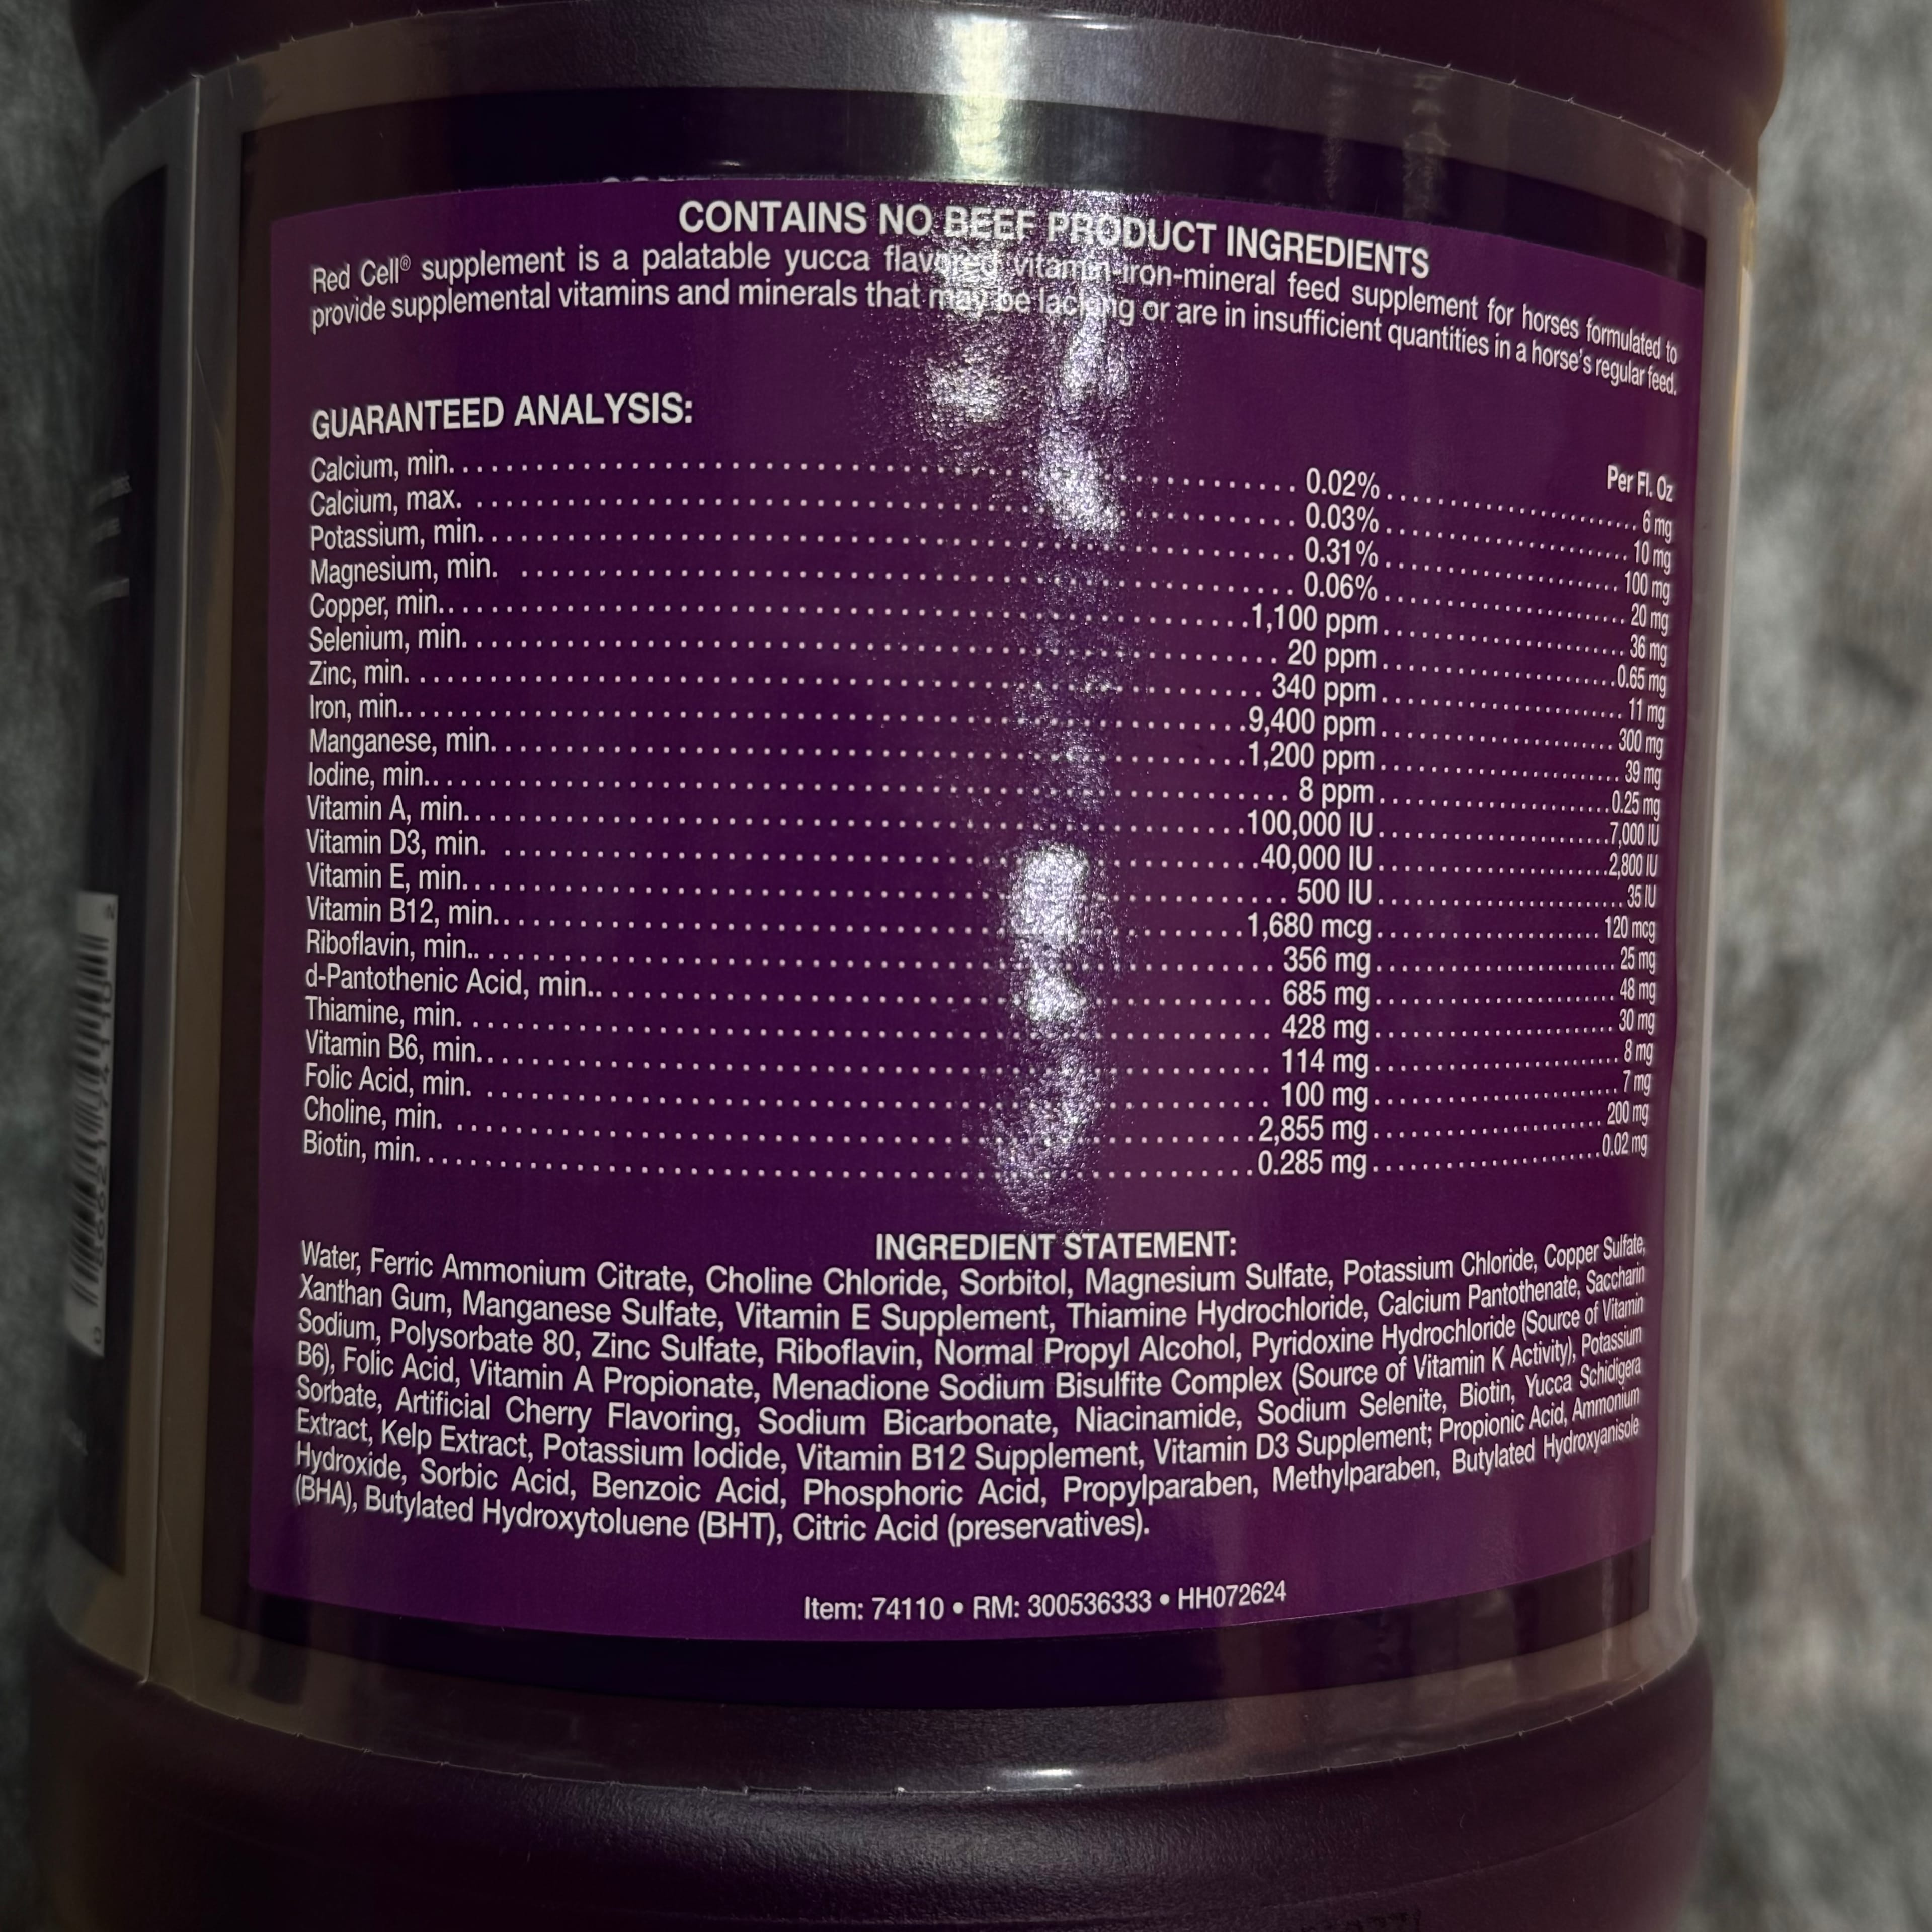 CONTAINS NO BEEF PRODUCT INGREDIENTS
Red Cell® supplement is a palatable yucca flavored vitamin-iron-mineral feed supplement for horses formulated to
provide supplemental vitamins and minerals that may be lacking or are in insufficient quantities in a horse's regular feed.
GUARANTEED ANALYSIS:
Per Fl. Oz
Calcium, min. 0.02% 6 mg
Calcium, max. 0.03% 10 mg
Potassium, min. 0.31% 100 mg
Magnesium, min. 0.06% 20 mg
Copper, min. 1,100 ppm 36 mg
Selenium, min. 20 ppm 0.65 mg
Zinc, min. 340 ppm 11 mg
Iron, min. 9,400 ppm 300 mg
Manganese, min. 1,200 ppm 39 mg
Iodine, min. 8 ppm 0.25 mg
Vitamin A, min. 100,000 IU 7,000 IU
Vitamin D3, min. 40,000 IU 2,800 IU
Vitamin E, min. 500 IU 35 IU
Vitamin B12, min. 1,680 mcg 120 mcg
Riboflavin, min. 356 mg 25 mg
d-Pantothenic Acid, min. 685 mg 48 mg
Thiamine, min. 428 mg 30 mg
Vitamin B6, min. 114 mg 8 mg
Folic Acid, min. 100 mg 7 mg
Choline, min. 2,855 mg 200 mg
Biotin, min. 0.285 mg 0.02 mg
INGREDIENT STATEMENT:
Water, Ferric Ammonium Citrate, Choline Chloride, Sorbitol, Magnesium Sulfate, Potassium Chloride, Copper Sulfate,
Xanthan Gum, Manganese Sulfate, Vitamin E Supplement, Thiamine Hydrochloride, Calcium Pantothenate, Saccharin
Sodium, Polysorbate 80, Zinc Sulfate, Riboflavin, Normal Propyl Alcohol, Pyridoxine Hydrochloride (Source of Vitamin
B6), Folic Acid, Vitamin A Propionate, Menadione Sodium Bisulfite Complex (Source of Vitamin K Activity), Potassium
Sorbate, Artificial Cherry Flavoring, Sodium Bicarbonate, Niacinamide, Sodium Selenite, Biotin, Yucca Schidigera
Extract, Kelp Extract, Potassium Iodide, Vitamin B12 Supplement, Vitamin D3 Supplement; Propionic Acid, Ammonium
Hydroxide, Sorbic Acid, Benzoic Acid, Phosphoric Acid, Propylparaben, Methylparaben, Butylated Hydroxyanisole
(BHA), Butylated Hydroxytoluene (BHT), Citric Acid (preservatives).
Item: 74110 • RM: 300536333 • HH072624